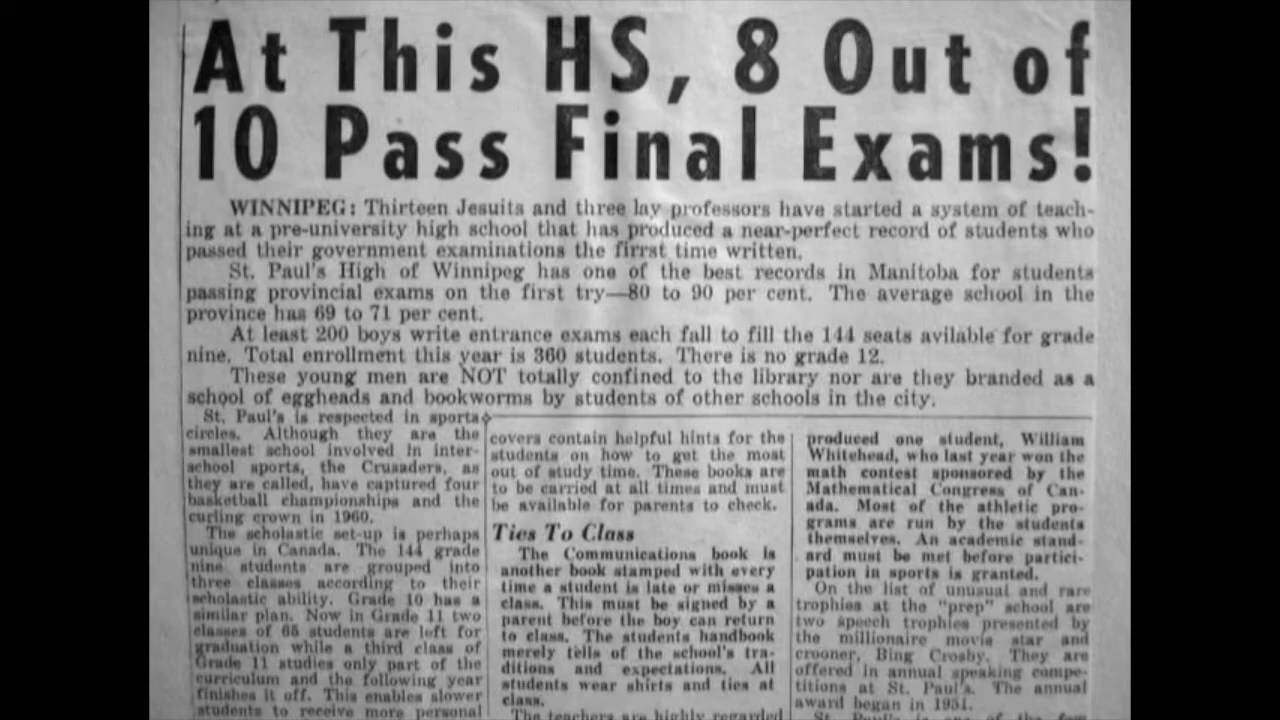 At This HS, 8 Out of
10 Pass Final Exams!
WINNIPEG: Thirteen Jesuits and three lay professors have started a system of teach-
ing at a pre-university high school that has produced a near-perfect record of students who
passed their government examinations the firrst time written.
St. Paul's High of Winnipeg has one of the best records in Manitoba for students
passing provincial exams on the first try—80 to 90 per cent. The average school in the
province has 69 to 71 per cent.
At least 200 boys write entrance exams each fall to fill the 144 seats avilable for grade
nine. Total enrollment this year is 360 students. There is no grade 12.
These young men are NOT totally confined to the library nor are they branded as a
school of eggheads and bookworms by students of other schools in the city.
St. Paul's is respected in sports
circles. Although they are the
smallest school involved in inter-
school sports, the Crusaders, as
they are called, have captured four
basketball championships and the
curling crown in 1960.
The scholastic set-up is perhaps
unique in Canada. The 144 grade
nine students are grouped into
three classes according to their
scholastic ability. Grade 10 has a
similar plan. Now in Grade 11 two
classes of 65 students are left for
graduation while a third class of
Grade 11 studies only part of the
curriculum and the following year
finishes it off. This enables slower
students to receive more personal
covers contain helpful hints for the
students on how to get the most
out of study time. These books are
to be carried at all times and must
be available for parents to check.
Ties To Class
The Communications book is
another book stamped with every
time a student is late or misses a
class. This must be signed by a
parent before the boy can return
to class. The students handbook
merely tells of the school's tra-
ditions and expectations. All
students wear shirts and ties at
class.
The teachers are highly regarded
produced one student, William
Whitehead, who last year won the
math contest sponsored by the
Mathematical Congress of Can-
ada. Most of the athletic pro-
grams are run by the students
themselves. An academic stand-
ard must be met before partici-
pation in sports is granted.
On the list of unusual and rare
trophies at the "prep" school are
two speech trophies presented by
the millionaire movie star and
crooner, Bing Crosby. They are
offered in annual speaking compe-
titions at St. Paul's. The annual
award began in 1951.
St. Paul's is one of the few